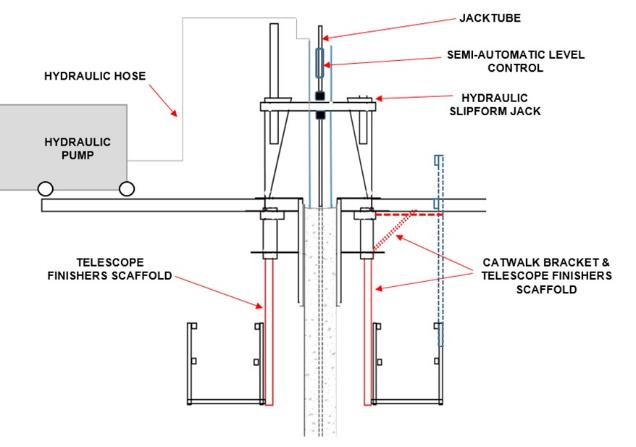 JACKTUBE
SEMI-AUTOMATIC LEVEL
CONTROL
HYDRAULIC HOSE
HYDRAULIC
SLIPFORM JACK
HYDRAULIC
PUMP
TELESCOPE
FINISHERS SCAFFOLD
CATWALK BRACKET &
TELESCOPE FINISHERS
SCAFFOLD